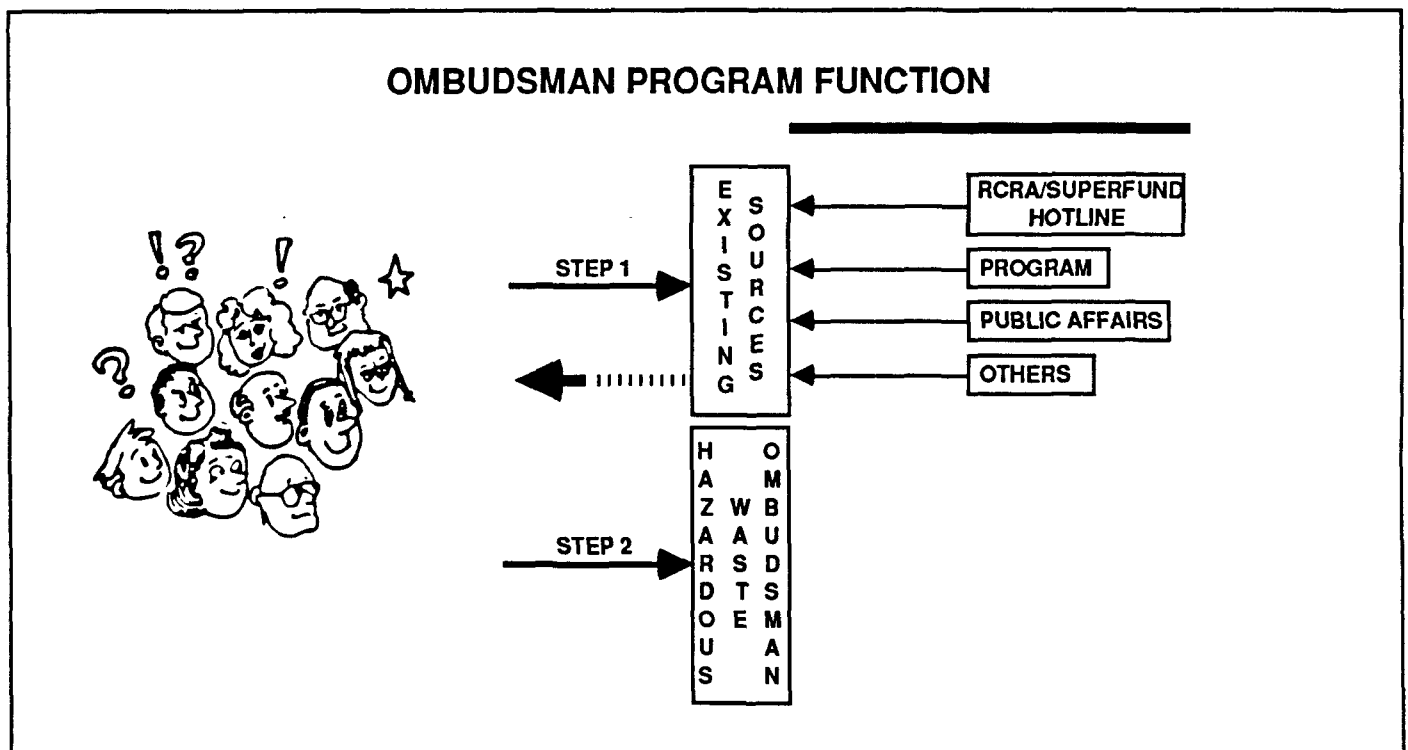 OMBUDSMAN PROGRAM FUNCTION
! ?
!
?
STEP 1
EXISTING
SOURCES
RCRA/SUPERFUND
HOTLINE
PROGRAM
PUBLIC AFFAIRS
OTHERS
STEP 2
HAZARDOUS
WASTE
OMBUDSMAN